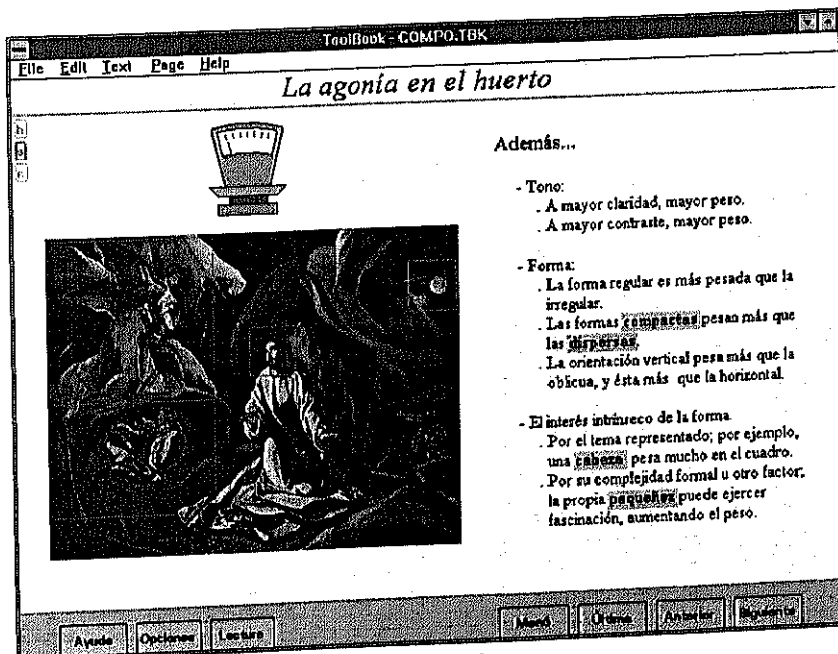 ToolBook - COMPO.TBK
File Edit Text Page Help
La agonía en el huerto
h
Además...
- Tono:
. A mayor claridad, mayor peso.
. A mayor contraste, mayor peso.
- Forma:
. La forma regular es más pesada que la
irregular.
. Las formas compactas pesan más que
las dispersas
. La orientación vertical pesa más que la
oblicua, y ésta más que la horizontal.
- El interés intrínseco de la forma
. Por el tema representado; por ejemplo,
una cabeza pesa mucho en el cuadro.
. Por su complejidad formal u otro factor;
la propia pequeñez puede ejercer
fascinación, aumentando el peso.
Ayuda Opciones Lectura Menú Última Anterior Siguiente